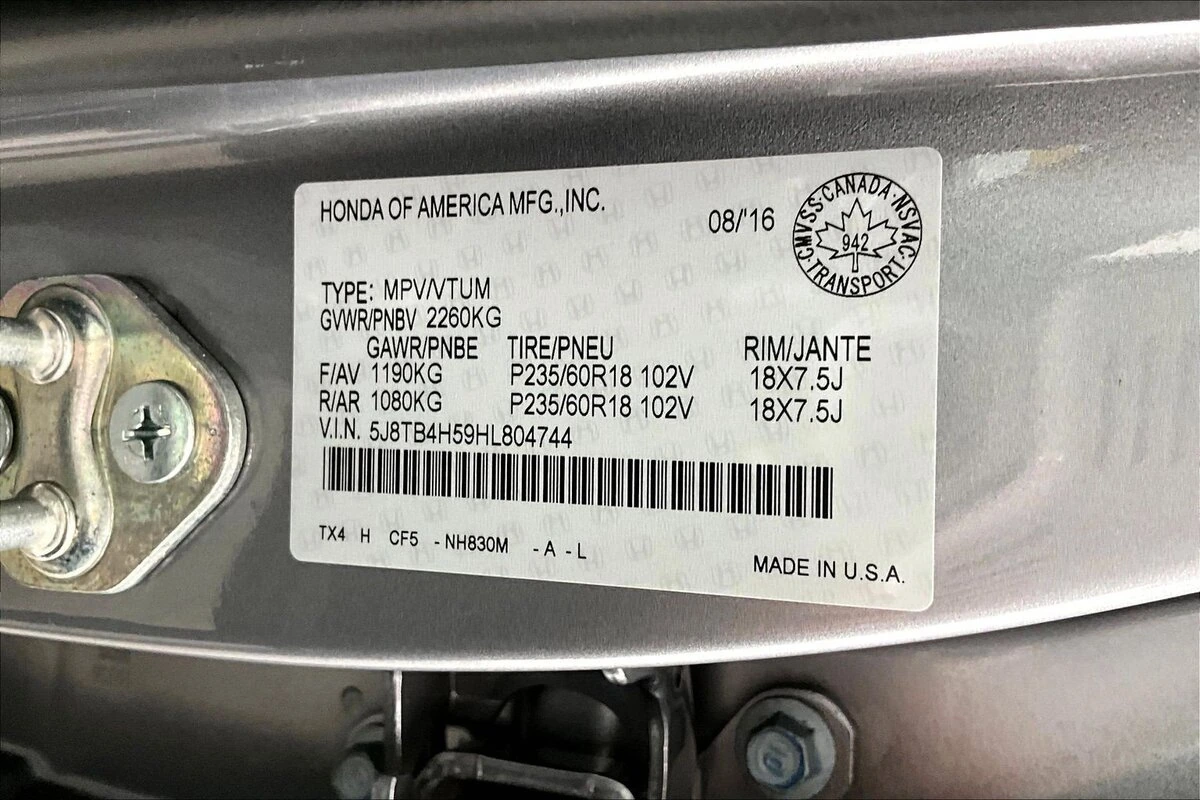 HONDA OF AMERICA MFG.,INC.
08/'16
CMVSS·CANADA·NSVAC·TRANSPORT·
942
TYPE: MPV/VTUM
GVWR/PNBV 2260KG
GAWR/PNBE TIRE/PNEU RIM/JANTE
F/AV 1190KG P235/60R18 102V 18X7.5J
R/AR 1080KG P235/60R18 102V 18X7.5J
V.I.N. 5J8TB4H59HL804744
TX4 H CF5 - NH830M - A - L
MADE IN U.S.A.